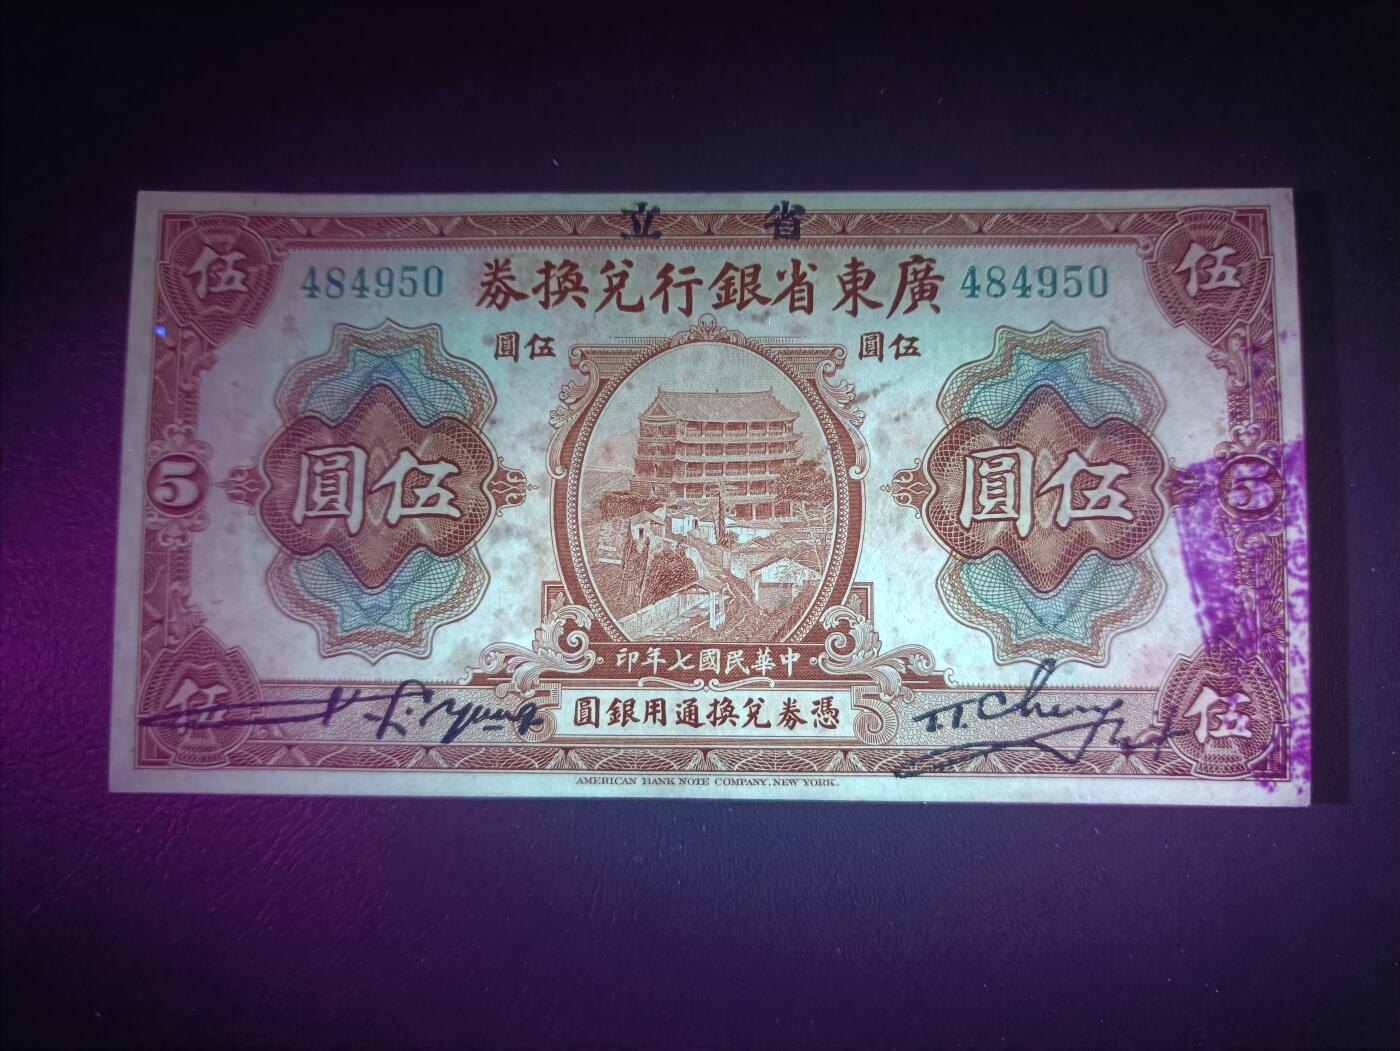 省立
伍 伍
484950 廣東省銀行兌換券 484950
伍圓 伍圓
伍圓 伍圓
5 5
中華民國七年印
憑券兌換通用銀圓
伍 伍
AMERICAN BANK NOTE COMPANY, NEW YORK.